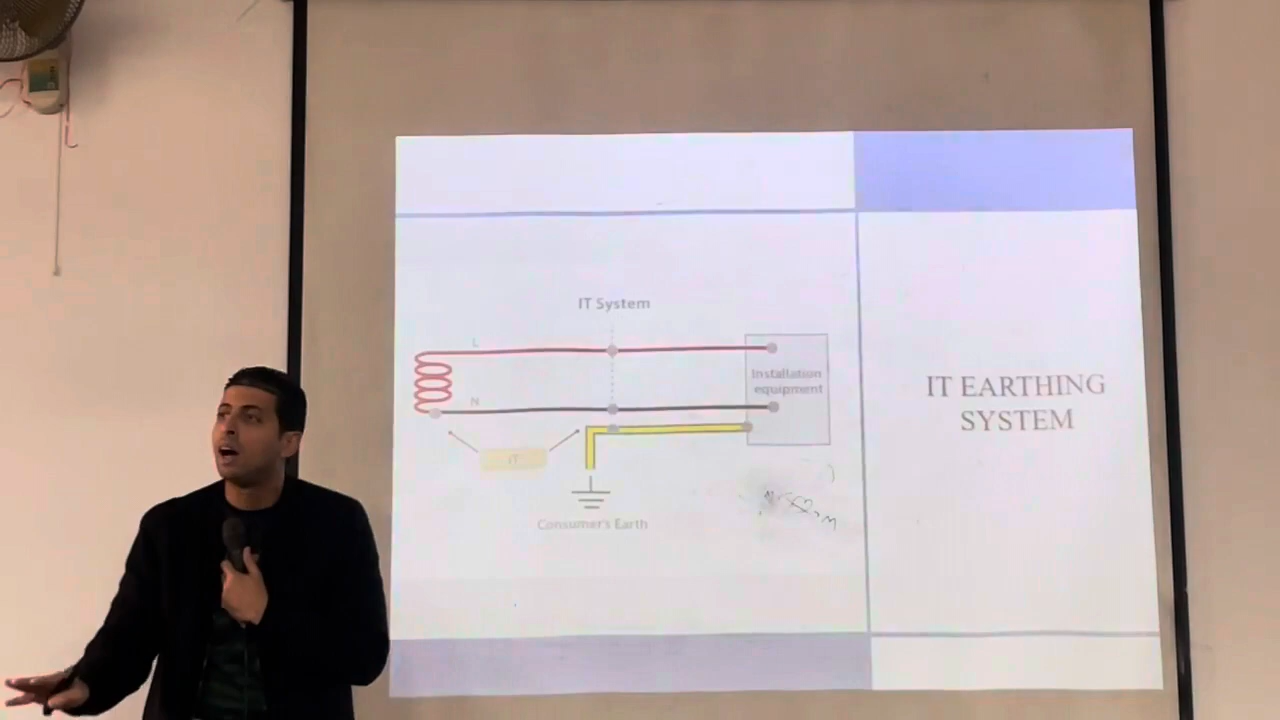 IT System
L
Installation
equipment
N
IT
Consumer's Earth
IT EARTHING
SYSTEM